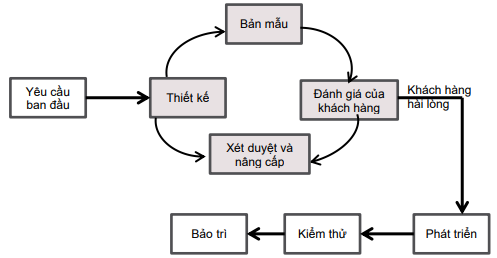 Bản mẫu
Yêu cầu
ban đầu
Thiết kế
Đánh giá của
khách hàng
Khách hàng
hài lòng
Xét duyệt và
nâng cấp
Bảo trì
Kiểm thử
Phát triển